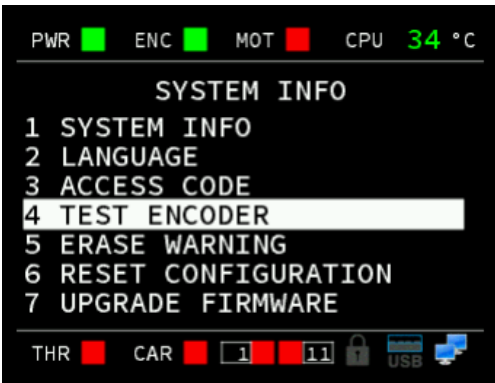 PWR ENC MOT CPU 34 °C
SYSTEM INFO
1 SYSTEM INFO
2 LANGUAGE
3 ACCESS CODE
4 TEST ENCODER
5 ERASE WARNING
6 RESET CONFIGURATION
7 UPGRADE FIRMWARE
THR CAR 1 11 USB